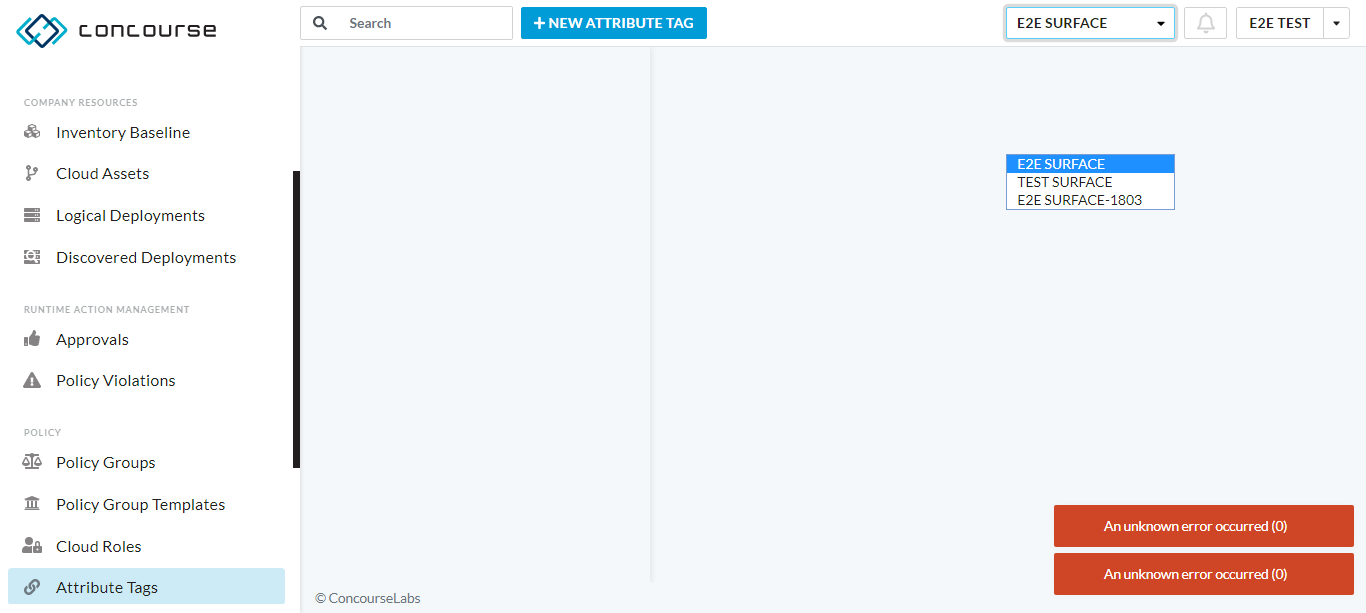 concourse
Search
NEW ATTRIBUTE TAG
E2E SURFACE
E2E TEST
COMPANY RESOURCES
Inventory Baseline
Cloud Assets
Logical Deployments
Discovered Deployments
RUNTIME ACTION MANAGEMENT
Approvals
Policy Violations
POLICY
Policy Groups
Policy Group Templates
Cloud Roles
Attribute Tags
E2E SURFACE
TEST SURFACE
E2E SURFACE-1803
An unknown error occurred (0)
An unknown error occurred (0)
© ConcourseLabs